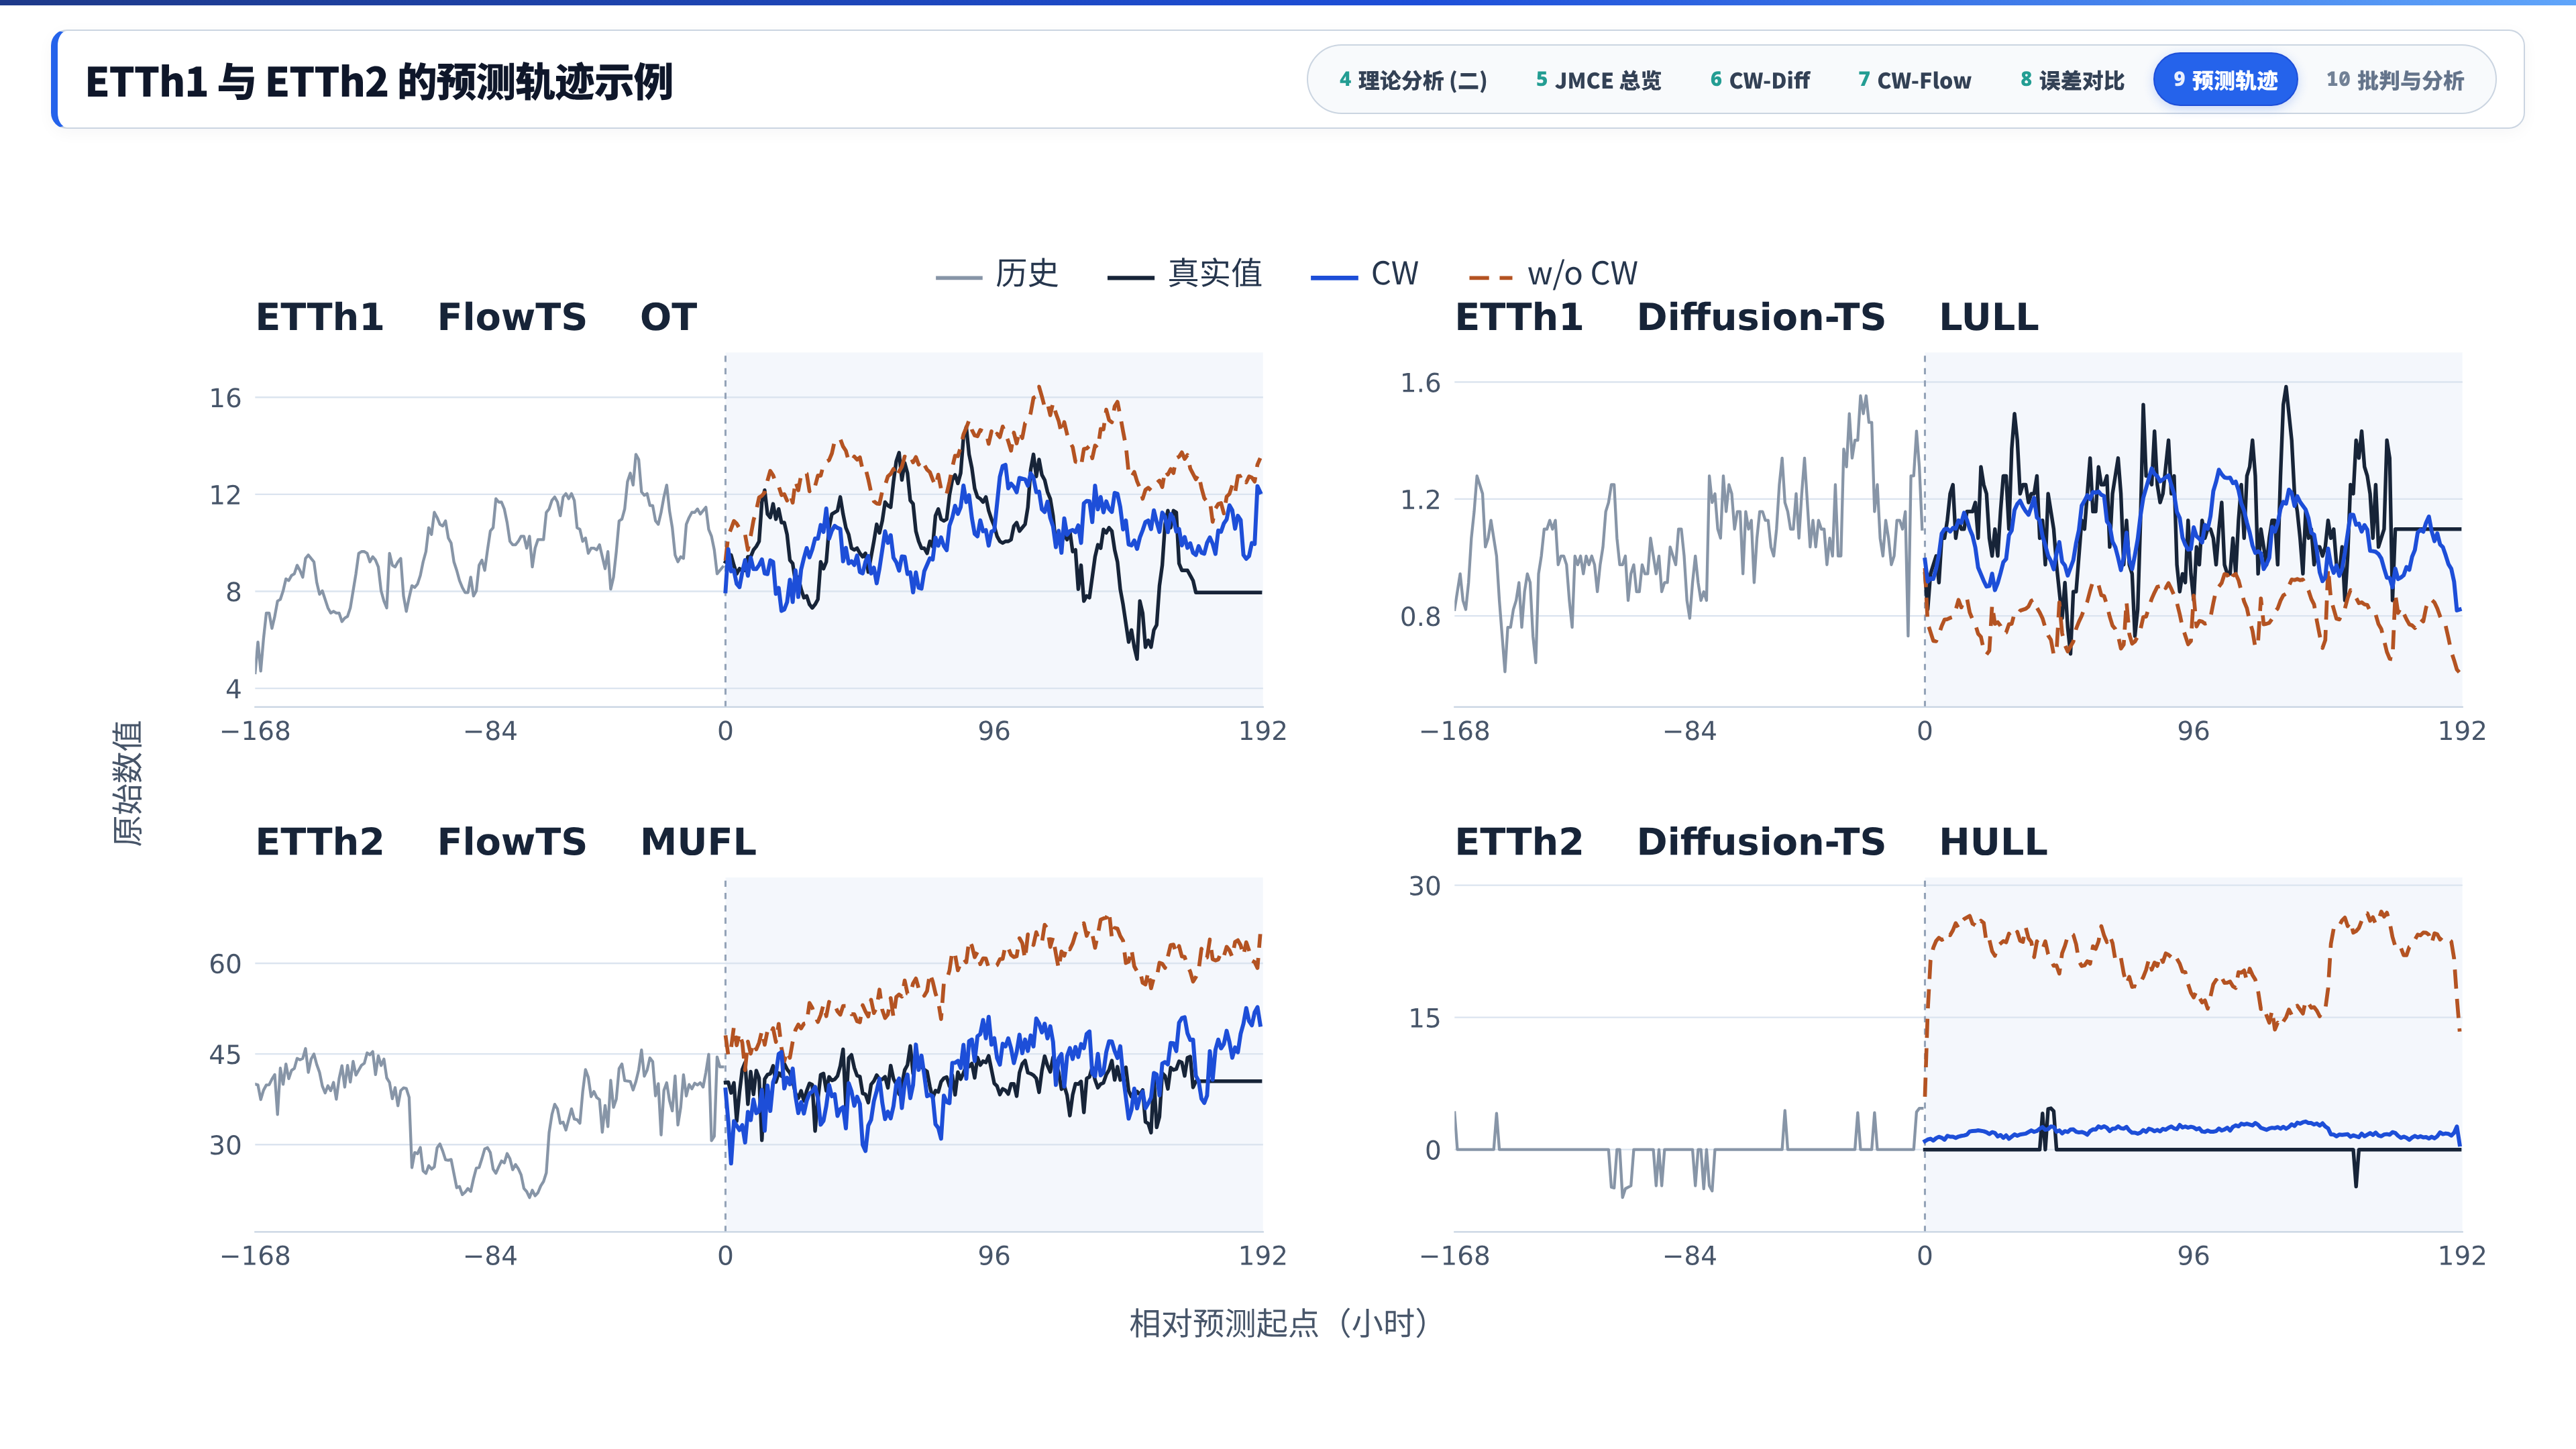 ETTh1 与 ETTh2 的预测轨迹示例
4 理论分析 (二) 5 JMCE 总览 6 CW-Diff 7 CW-Flow 8 误差对比 9 预测轨迹 10 批判与分析
历史 真实值 CW w/o CW
ETTh1 FlowTS OT
16
12
8
4
−168 −84 0 96 192
ETTh1 Diffusion-TS LULL
1.6
1.2
0.8
−168 −84 0 96 192
原始数值
ETTh2 FlowTS MUFL
60
45
30
−168 −84 0 96 192
ETTh2 Diffusion-TS HULL
30
15
0
−168 −84 0 96 192
相对预测起点（小时）